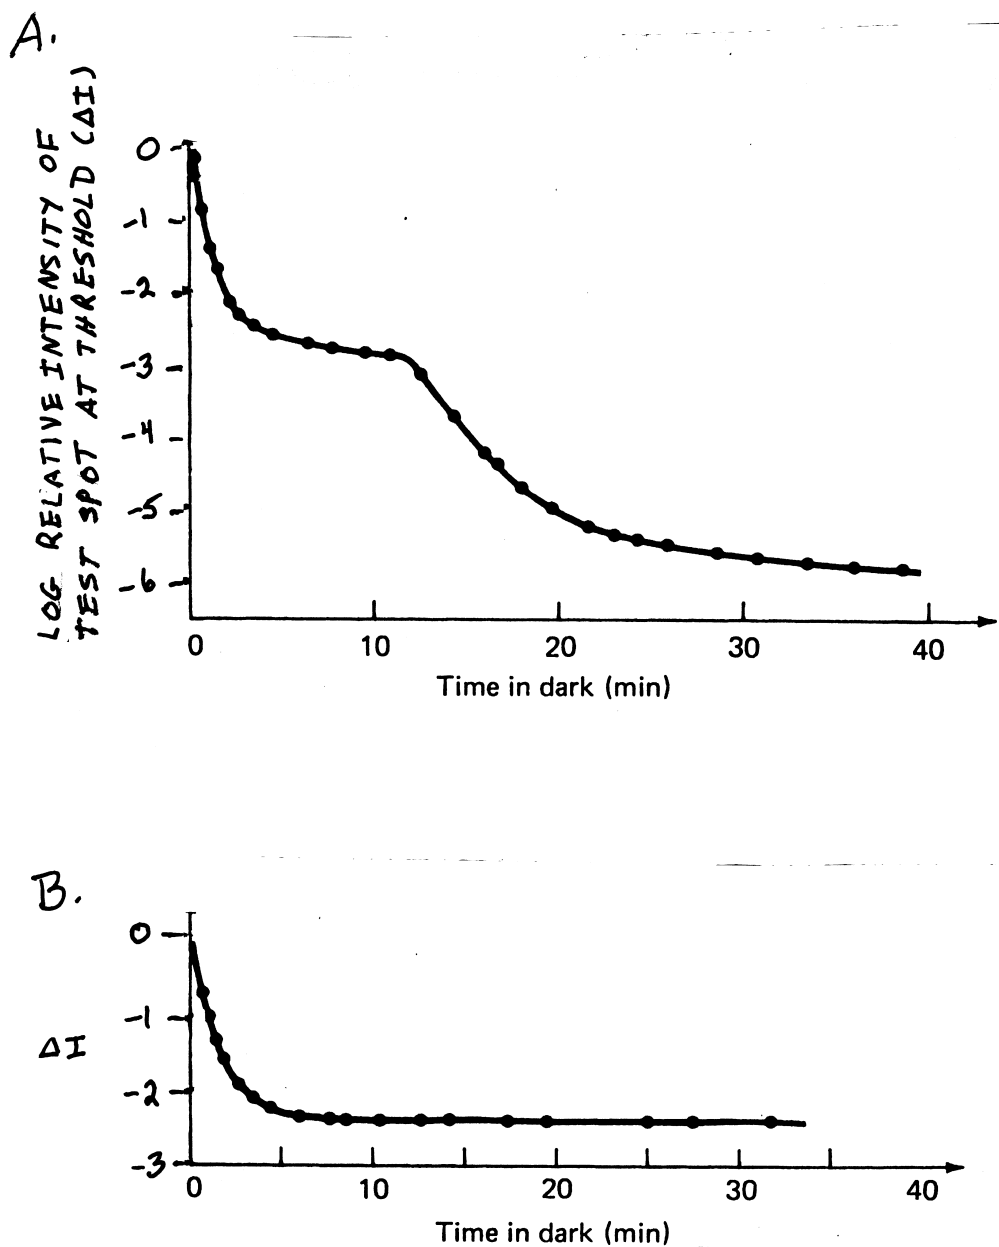 A.
LOG RELATIVE INTENSITY OF
TEST SPOT AT THRESHOLD (ΔI)
0
-1
-2
-3
-4
-5
-6
0 10 20 30 40
Time in dark (min)
B.
ΔI
0
-1
-2
-3
0 10 20 30 40
Time in dark (min)